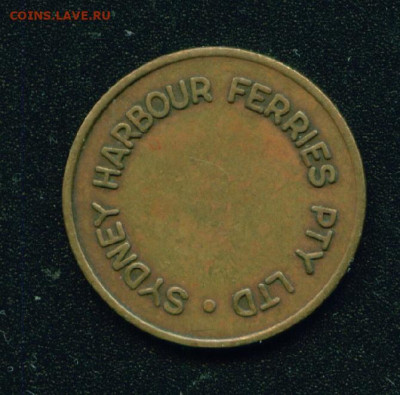 COINS.LAVE.RU
SYDNEY HARBOUR FERRIES PTY LTD •